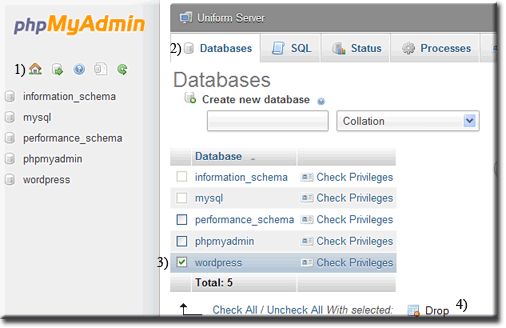 phpMyAdmin
1)
information_schema
mysql
performance_schema
phpmyadmin
wordpress
Uniform Server
2) Databases SQL Status Processes
Databases
Create new database
Collation
Database
information_schema Check Privileges
mysql Check Privileges
performance_schema Check Privileges
phpmyadmin Check Privileges
3) wordpress Check Privileges
Total: 5
Check All / Uncheck All With selected: Drop 4)